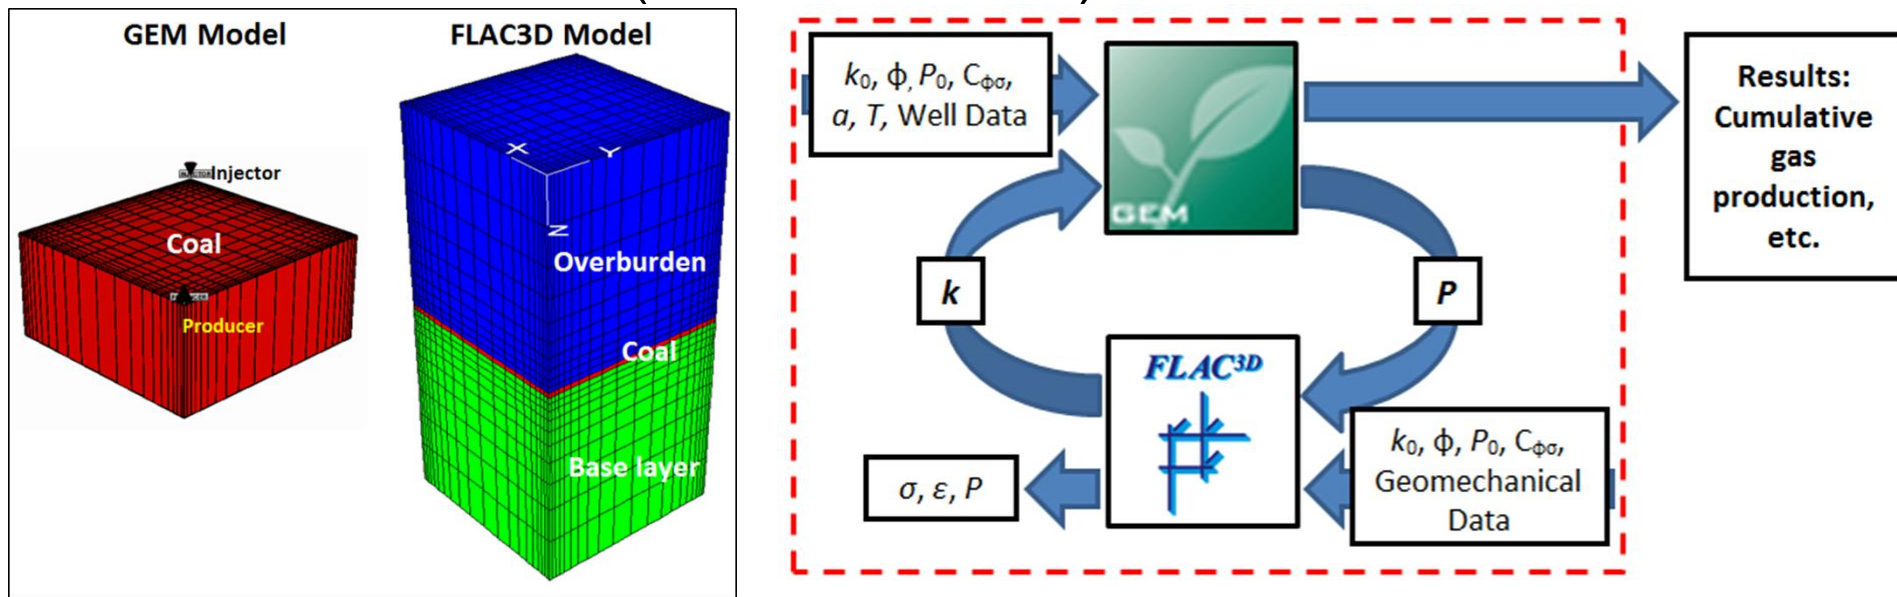 GEM Model
FLAC3D Model
Injector
Coal
Producer
X
Y
Z
Overburden
Coal
Base layer
k₀, ϕ, P₀, Cϕσ,
a, T, Well Data
GEM
Results:
Cumulative
gas
production,
etc.
k
P
FLAC³ᴰ
σ, ε, P
k₀, ϕ, P₀, Cϕσ,
Geomechanical
Data